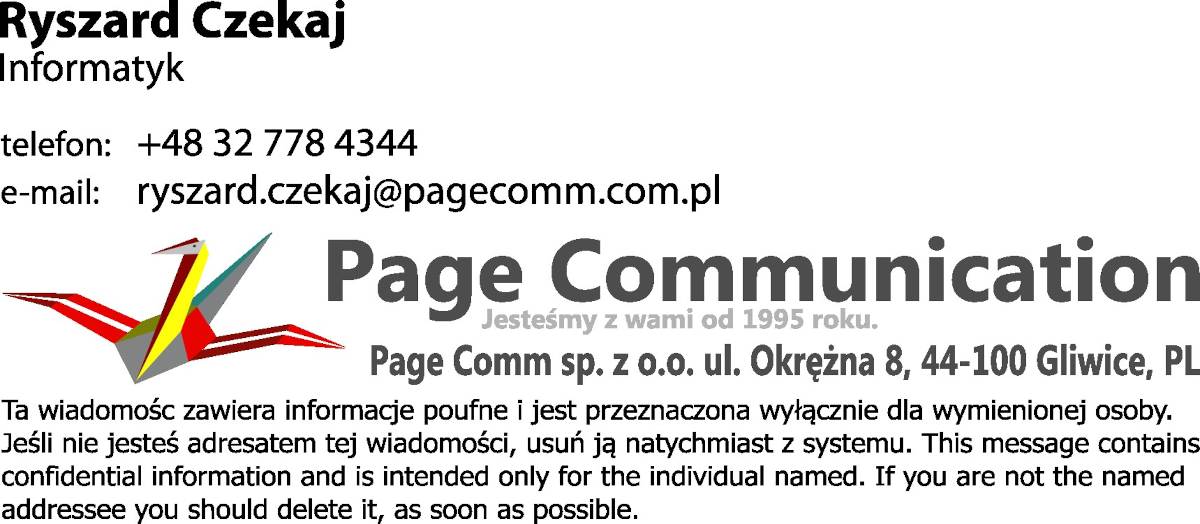 Ryszard Czekaj
Informatyk
telefon: +48 32 778 4344
e-mail: ryszard.czekaj@pagecomm.com.pl
Page Communication
Jesteśmy z wami od 1995 roku.
Page Comm sp. z o.o. ul. Okrężna 8, 44-100 Gliwice, PL
Ta wiadomośc zawiera informacje poufne i jest przeznaczona wyłącznie dla wymienionej osoby.
Jeśli nie jesteś adresatem tej wiadomości, usuń ją natychmiast z systemu. This message contains
confidential information and is intended only for the individual named. If you are not the named
addressee you should delete it, as soon as possible.